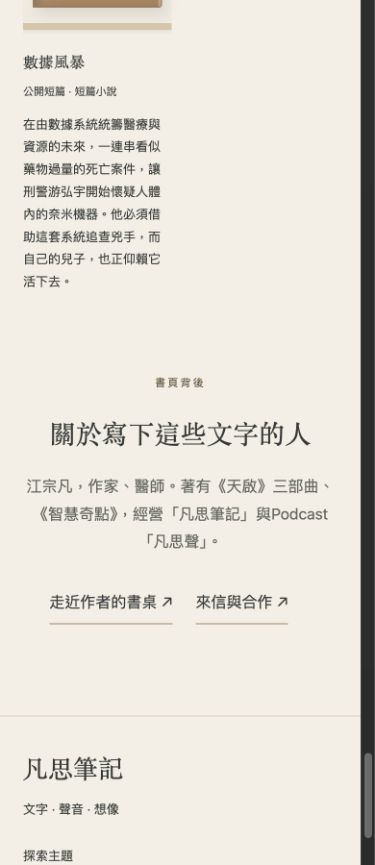 數據風暴
公開短篇 · 短篇小說
在由數據系統統籌醫療與
資源的未來，一連串看似
藥物過量的死亡案件，讓
刑警游弘宇開始懷疑人體
內的奈米機器。他必須借
助這套系統追查兇手，而
自己的兒子，也正仰賴它
活下去。
書頁背後
關於寫下這些文字的人
江宗凡，作家、醫師。著有《天啟》三部曲、
《智慧奇點》，經營「凡思筆記」與Podcast
「凡思聲」。
走近作者的書桌 ↗ 來信與合作 ↗
凡思筆記
文字 · 聲音 · 想像
探索主題